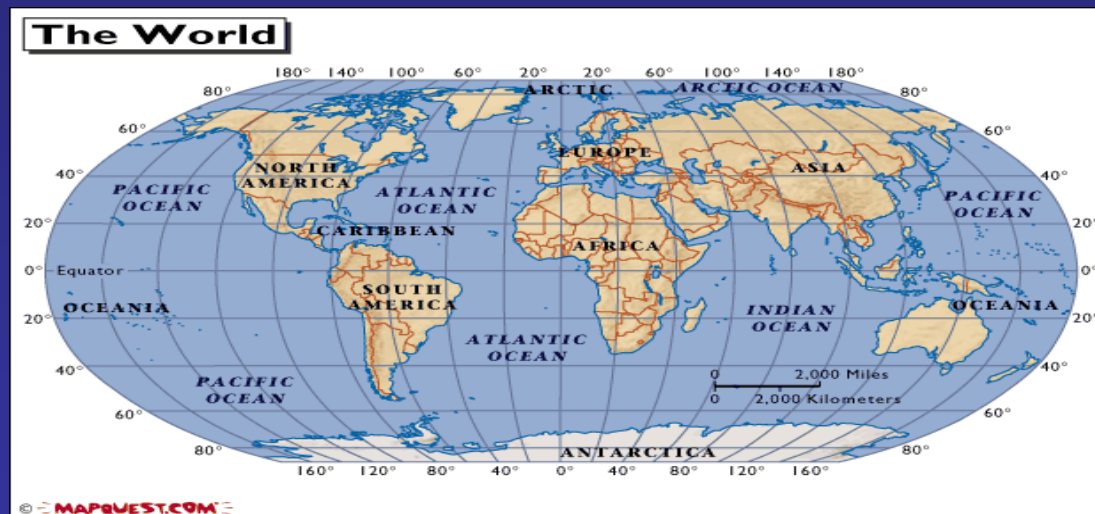 The World
180° 140° 100° 60° 20° 20° 60° 100° 140° 180°
80° ARCTIC ARCTIC OCEAN 80°
60° 60°
EUROPE
NORTH AMERICA
ASIA
40° 40°
PACIFIC OCEAN
ATLANTIC OCEAN
PACIFIC OCEAN
20° 20°
CARIBBEAN
AFRICA
0° Equator 0°
SOUTH AMERICA
OCEANIA
INDIAN OCEAN
OCEANIA
20° 20°
ATLANTIC OCEAN
40° 40°
0 2,000 Miles
0 2,000 Kilometers
PACIFIC OCEAN
60° 60°
80° 80°
ANTARCTICA
160° 120° 80° 40° 0° 40° 80° 120° 160°
© MAPQUEST.COM